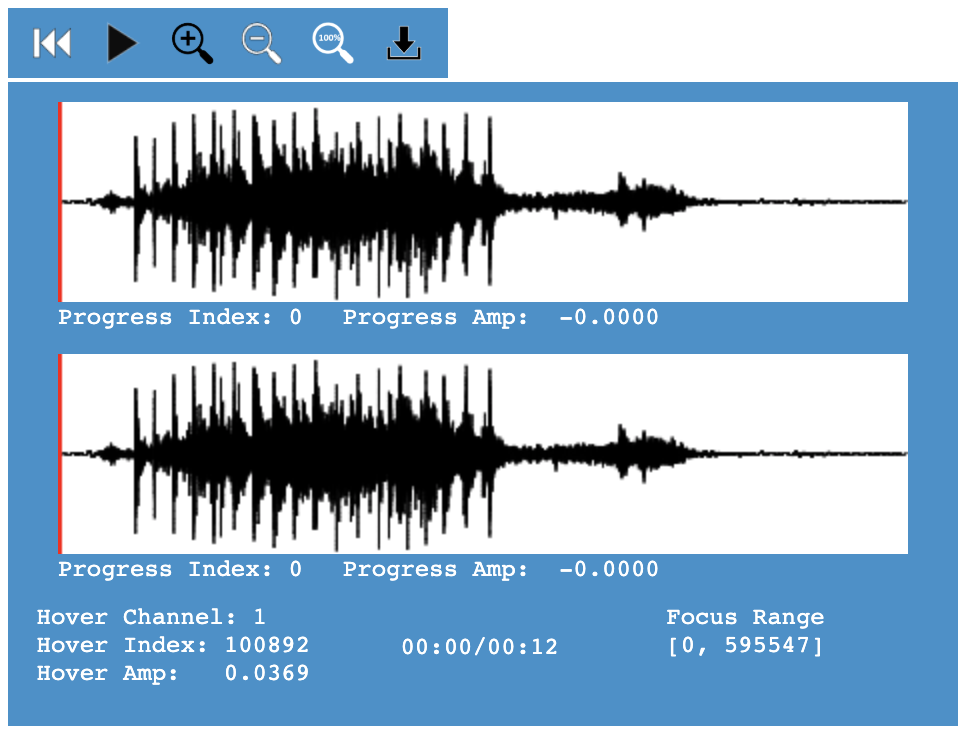 100%
Progress Index: 0 Progress Amp: -0.0000
Progress Index: 0 Progress Amp: -0.0000
Hover Channel: 1
Hover Index: 100892
Hover Amp: 0.0369
00:00/00:12
Focus Range
[0, 595547]